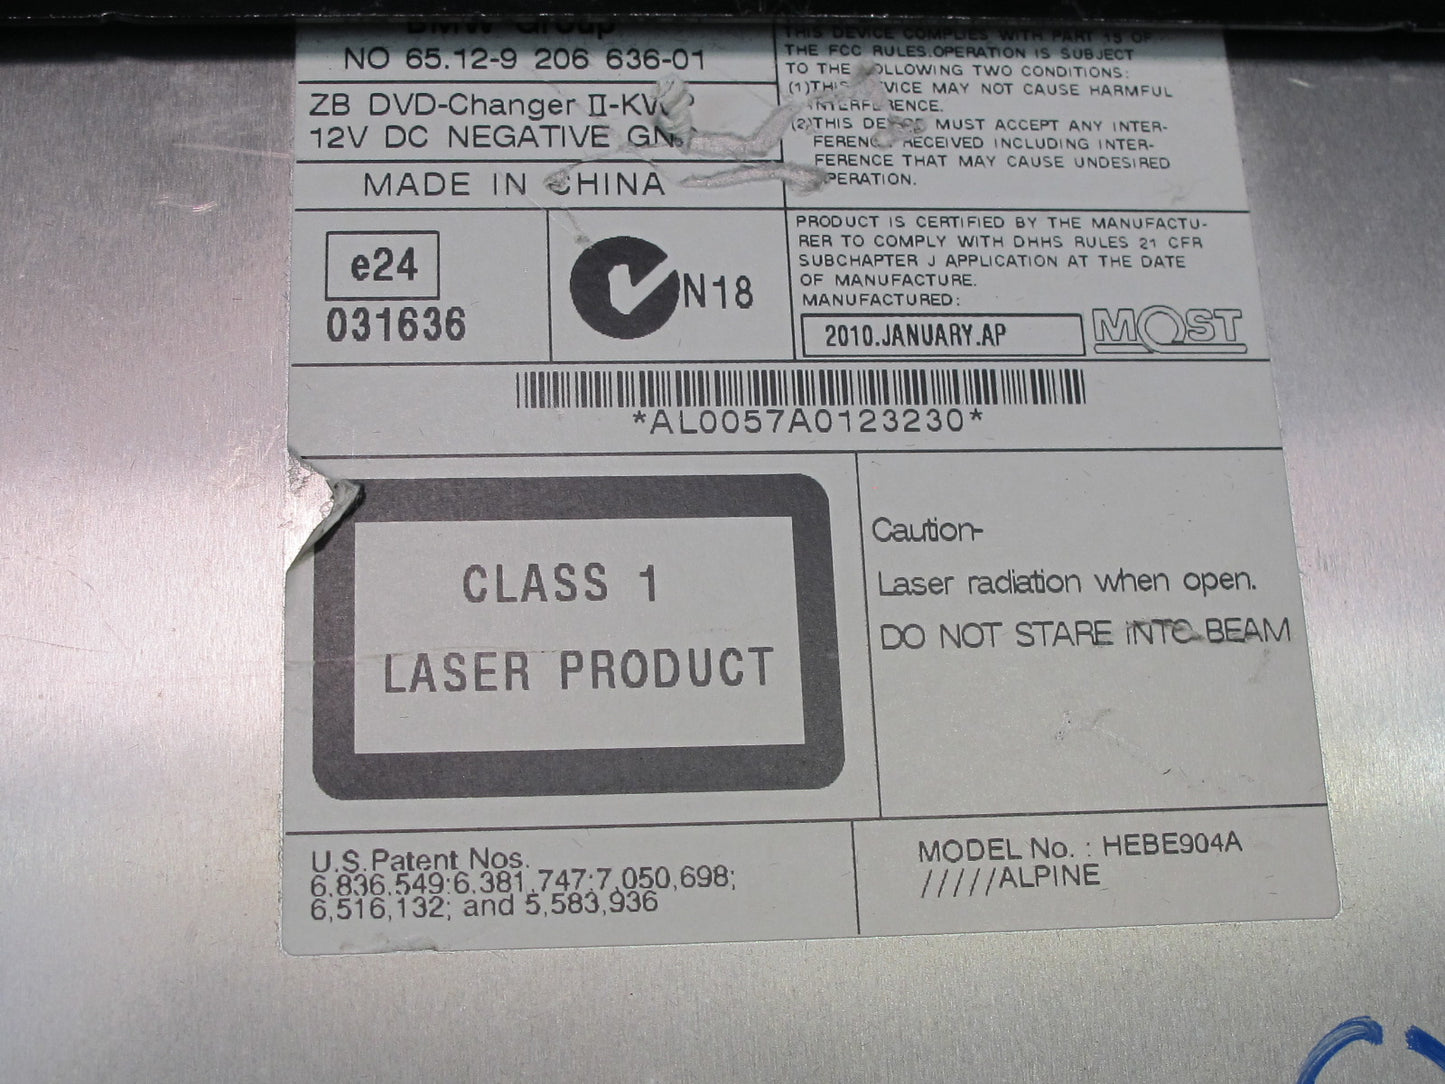 BMW Group
NO 65.12-9 206 636-01
ZB DVD-Changer II-KW
12V DC NEGATIVE GN
MADE IN CHINA
THIS DEVICE COMPLIES WITH PART 15 OF
THE FCC RULES.OPERATION IS SUBJECT
TO THE FOLLOWING TWO CONDITIONS:
(1)THIS DEVICE MAY NOT CAUSE HARMFUL
INTERFERENCE.
(2)THIS DEVICE MUST ACCEPT ANY INTER-
FERENCE RECEIVED INCLUDING INTER-
FERENCE THAT MAY CAUSE UNDESIRED
OPERATION.
e24
031636
N18
PRODUCT IS CERTIFIED BY THE MANUFACTU-
RER TO COMPLY WITH DHHS RULES 21 CFR
SUBCHAPTER J APPLICATION AT THE DATE
OF MANUFACTURE.
MANUFACTURED:
2010.JANUARY.AP
MOST
*AL0057A0123230*
CLASS 1
LASER PRODUCT
Caution-
Laser radiation when open.
DO NOT STARE INTO BEAM
U.S.Patent Nos.
6,836,549;6,381,747;7,050,698;
6,516,132; and 5,583,936
MODEL No. : HEBE904A
/////ALPINE